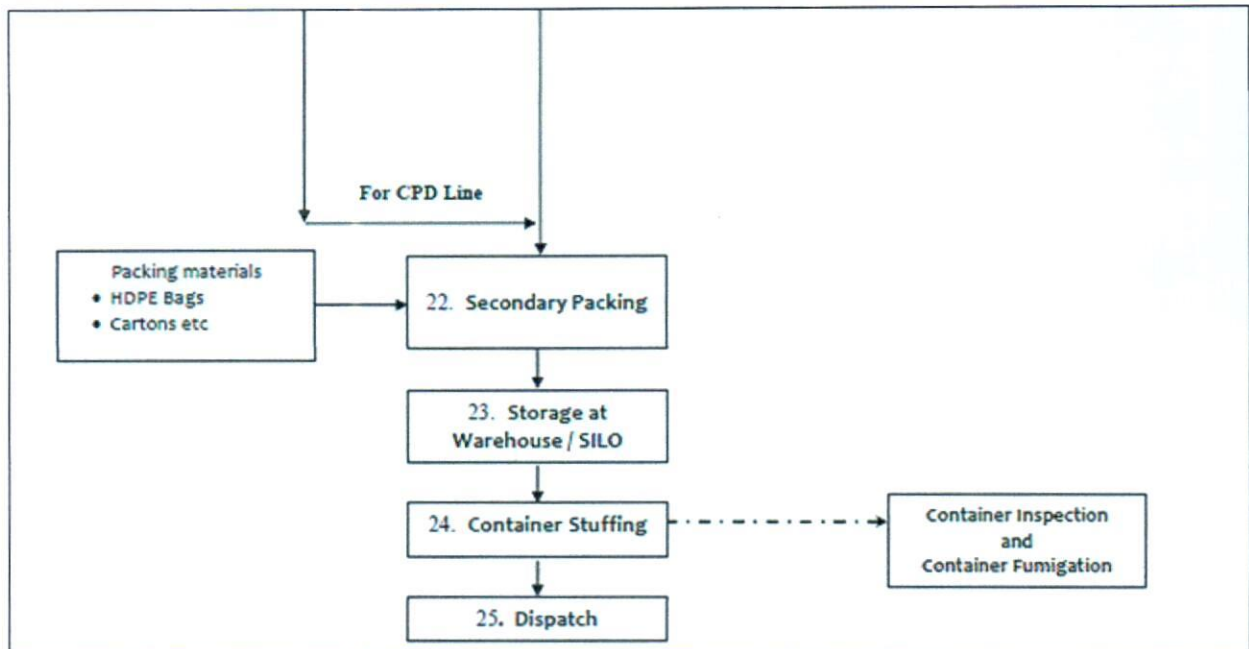 For CPD Line
Packing materials
• HDPE Bags
• Cartons etc
22. Secondary Packing
23. Storage at
Warehouse / SILO
24. Container Stuffing
Container Inspection
and
Container Fumigation
25. Dispatch